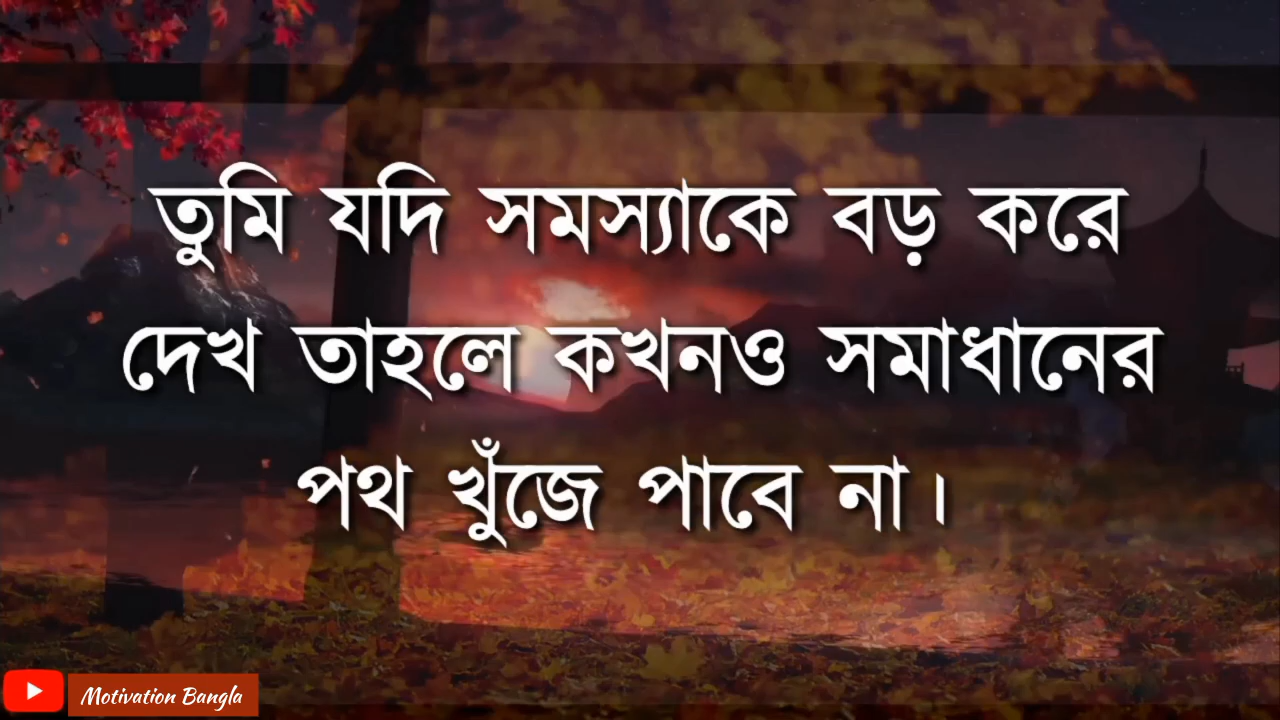 তুমি যদি সমস্যাকে বড় করে
দেখ তাহলে কখনও সমাধানের
পথ খুঁজে পাবে না।
Motivation Bangla